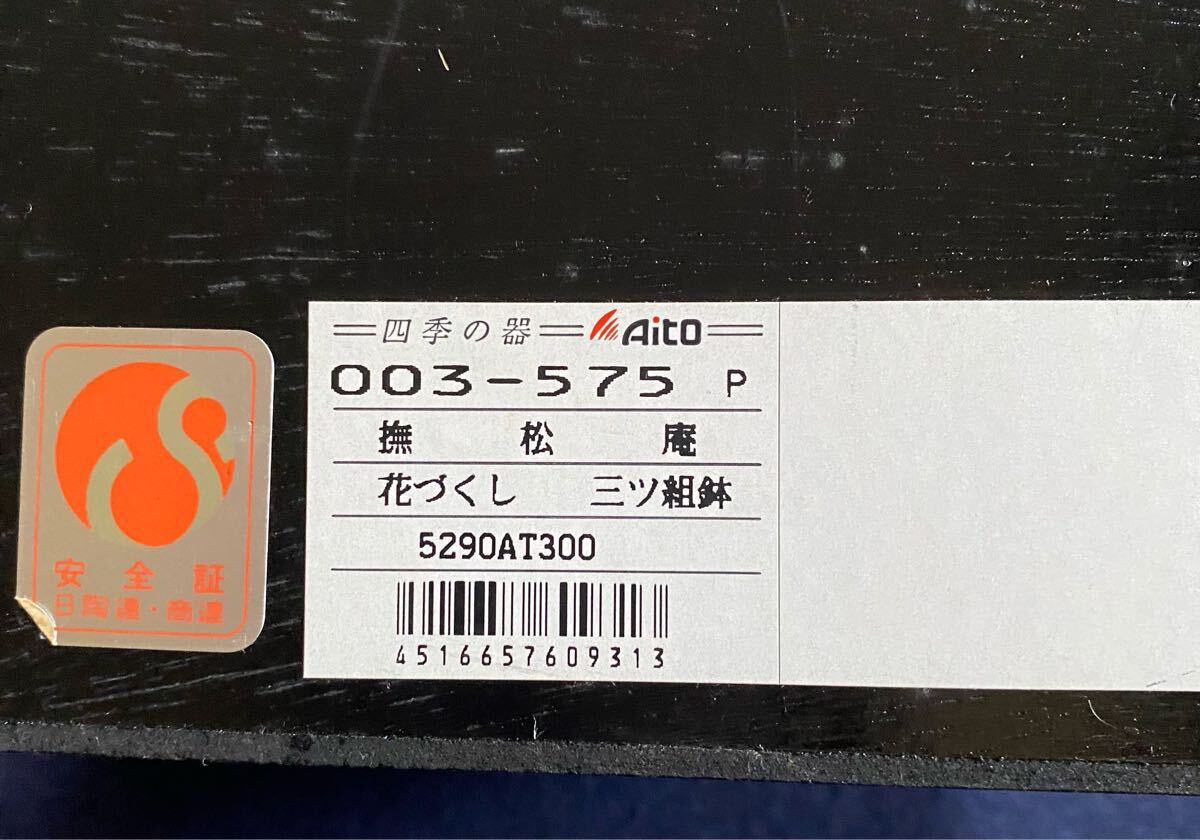 四季の器 Aito
003-575 P
撫松庵
花づくし 三ツ組鉢
5290AT300
4516657609313
安全証
日陶連・商連